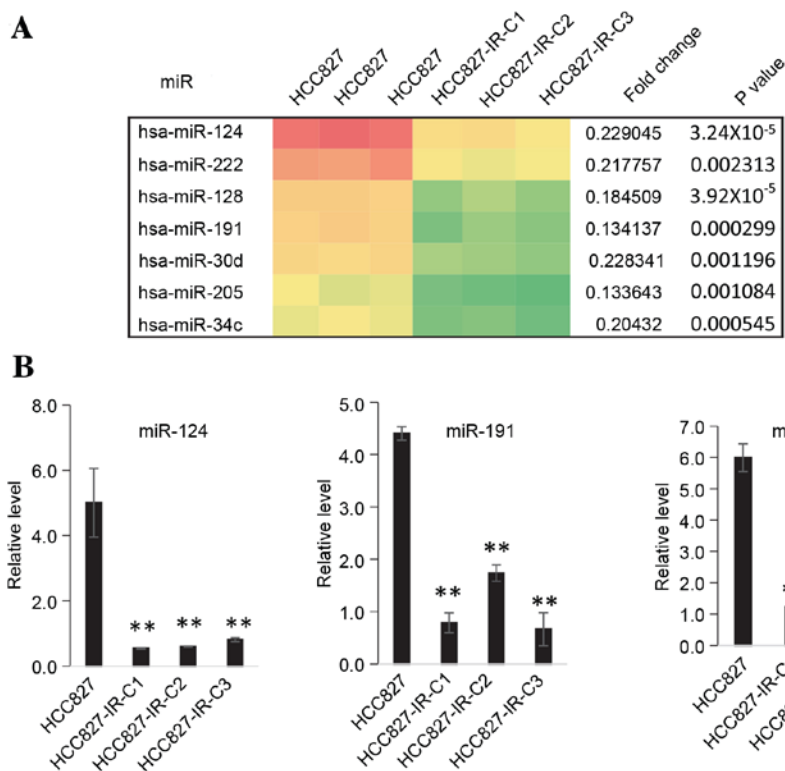 A
miR HCC827 HCC827 HCC827 HCC827-IR-C1 HCC827-IR-C2 HCC827-IR-C3 Fold change P value
hsa-miR-124 0.229045 3.24X10⁻⁵
hsa-miR-222 0.217757 0.002313
hsa-miR-128 0.184509 3.92X10⁻⁵
hsa-miR-191 0.134137 0.000299
hsa-miR-30d 0.228341 0.001196
hsa-miR-205 0.133643 0.001084
hsa-miR-34c 0.20432 0.000545
B
miR-124
Relative level
8.0
6.0
4.0
2.0
0.0
** ** **
HCC827
HCC827-IR-C1
HCC827-IR-C2
HCC827-IR-C3
miR-191
Relative level
5.0
4.0
3.0
2.0
1.0
0.0
** ** **
HCC827
HCC827-IR-C1
HCC827-IR-C2
HCC827-IR-C3
Relative level
7.0
6.0
5.0
4.0
3.0
2.0
1.0
0.0
HCC827
HCC827-IR-C
HCC8